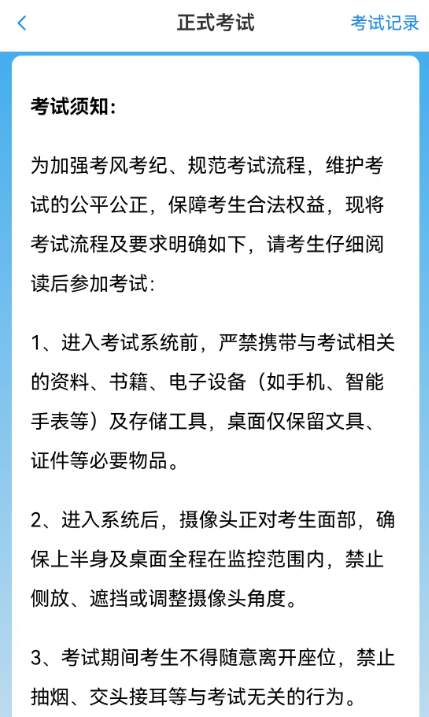 正式考试
考试记录
考试须知：
为加强考风考纪、规范考试流程，维护考
试的公平公正，保障考生合法权益，现将
考试流程及要求明确如下，请考生仔细阅
读后参加考试：
1、进入考试系统前，严禁携带与考试相关
的资料、书籍、电子设备（如手机、智能
手表等）及存储工具，桌面仅保留文具、
证件等必要物品。
2、进入系统后，摄像头正对考生面部，确
保上半身及桌面全程在监控范围内，禁止
侧放、遮挡或调整摄像头角度。
3、考试期间考生不得随意离开座位，禁止
抽烟、交头接耳等与考试无关的行为。